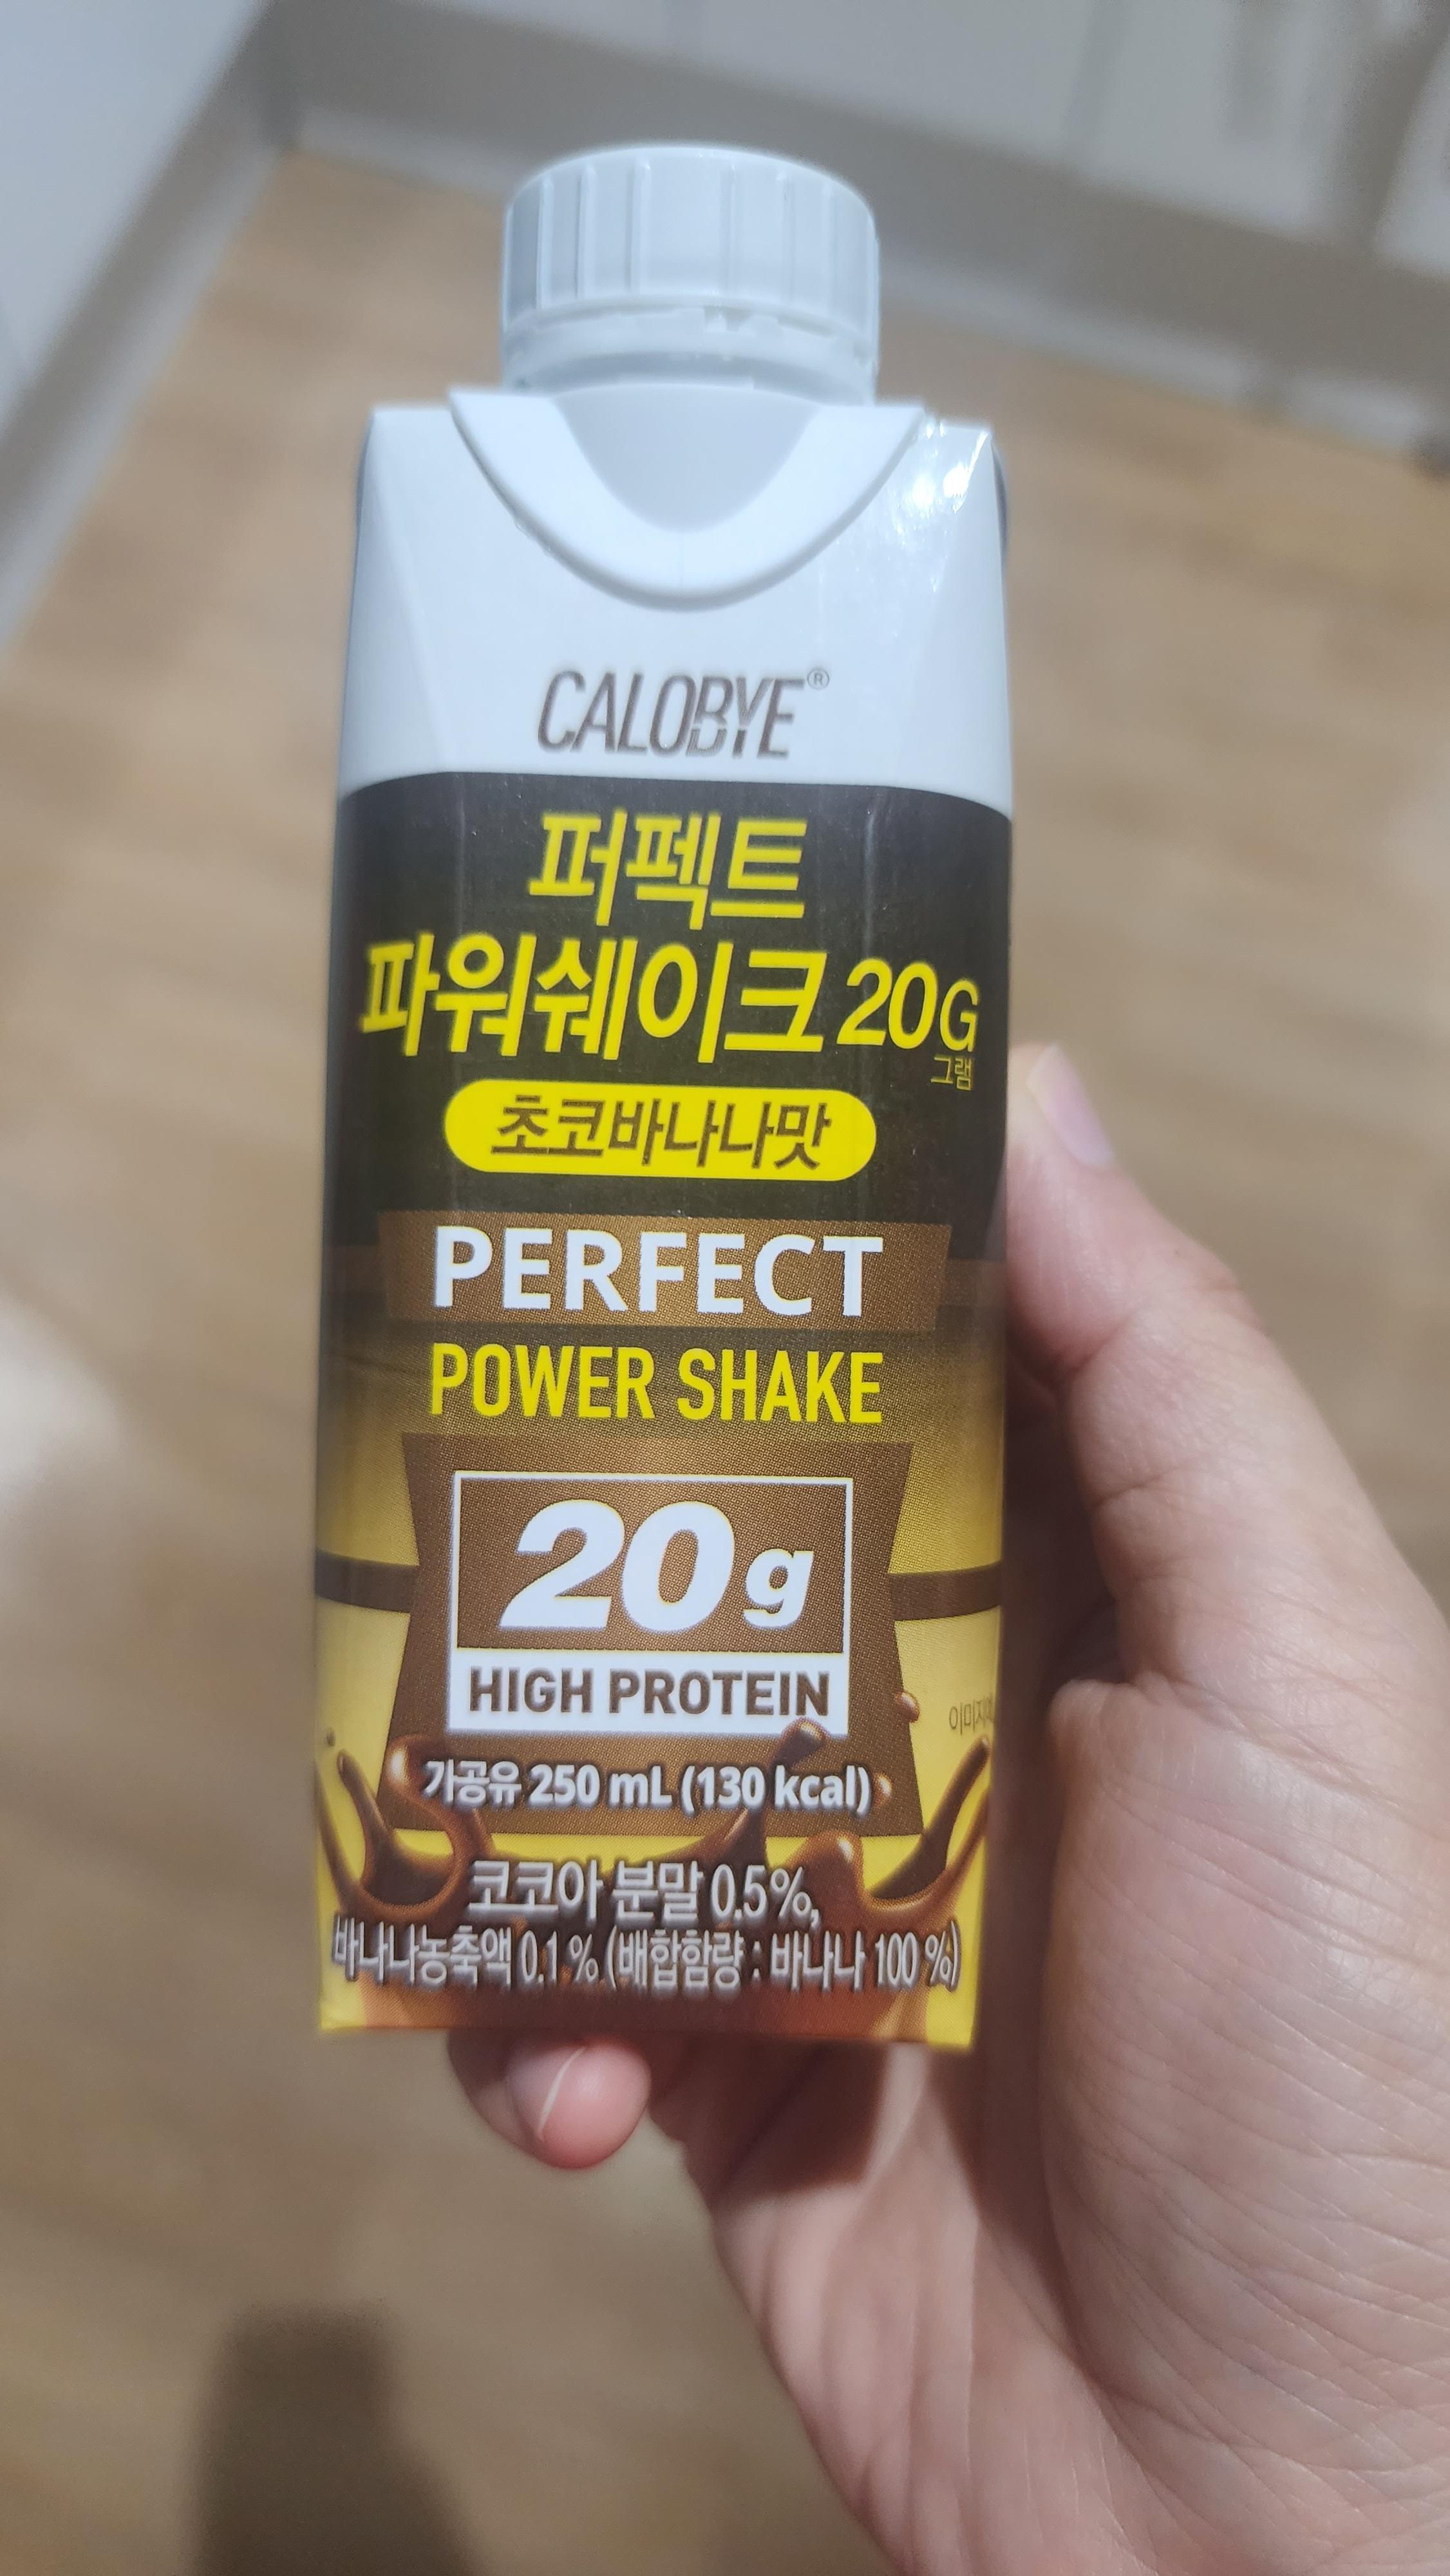 CALOBYE®
퍼펙트
파워쉐이크 20G
그램
초코바나나맛
PERFECT
POWER SHAKE
20g
HIGH PROTEIN
가공유 250 mL (130 kcal)
코코아 분말 0.5%,
바나나농축액 0.1 % (배합함량 : 바나나 100 %)